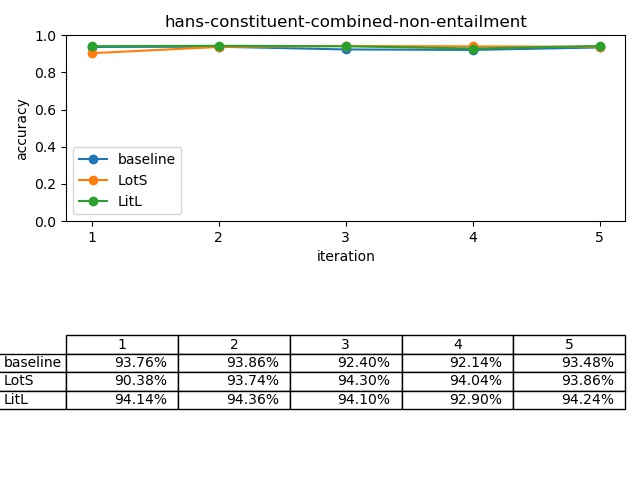 hans-constituent-combined-non-entailment
1.0
0.8
0.6
0.4
0.2
0.0
accuracy
baseline
LotS
LitL
1 2 3 4 5
iteration
1 2 3 4 5
baseline 93.76% 93.86% 92.40% 92.14% 93.48%
LotS 90.38% 93.74% 94.30% 94.04% 93.86%
LitL 94.14% 94.36% 94.10% 92.90% 94.24%